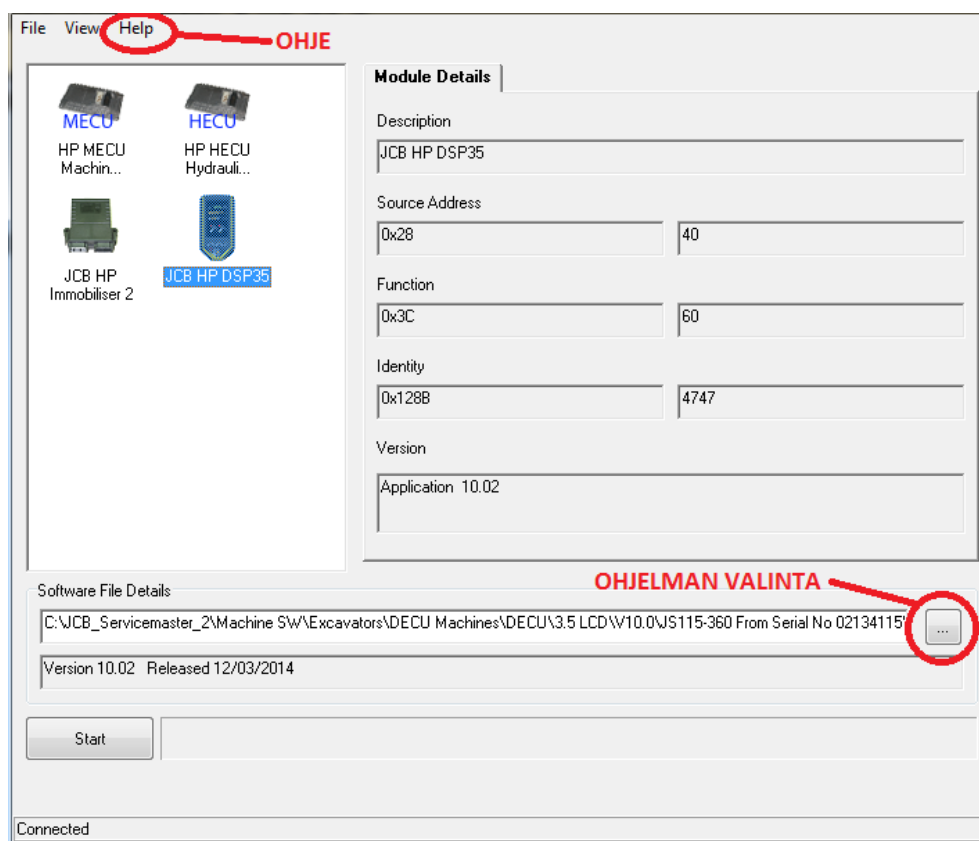 File View Help
OHJE
MECU
HECU
HP MECU
Machin...
HP HECU
Hydrauli...
JCB HP
Immobiliser 2
JCB HP DSP35
Module Details
Description
JCB HP DSP35
Source Address
0x28 40
Function
0x3C 60
Identity
0x128B 4747
Version
Application 10.02
OHJELMAN VALINTA
Software File Details
C:\JCB_Servicemaster_2\Machine SW\Excavators\DECU Machines\DECU\3.5 LCD\V10.0\JS115-360 From Serial No 02134115
...
Version 10.02 Released 12/03/2014
Start
Connected